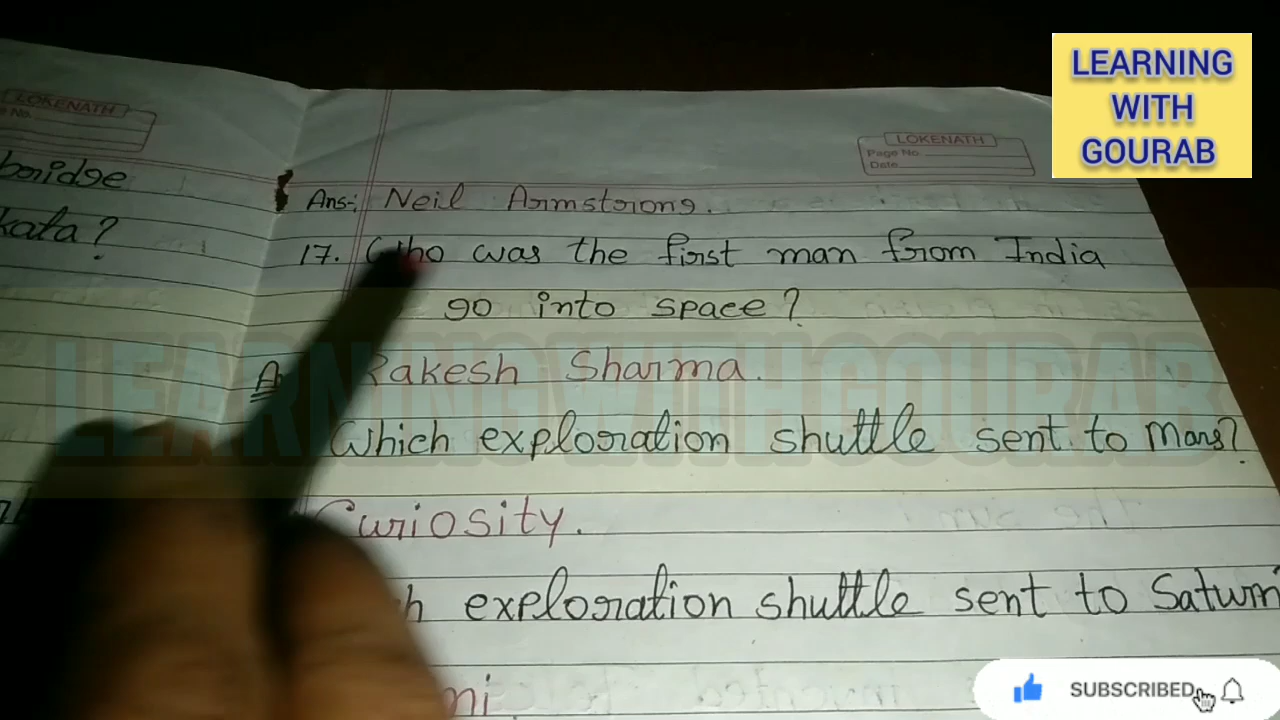 LEARNING
WITH
GOURAB
LOKENATH
bridge
kata?
LOKENATH
Page No.
Date
Ans:- Neil Armstrong.
17. Who was the first man from India
go into space?
Rakesh Sharma.
Which exploration shuttle sent to Mars?
Curiosity.
exploration shuttle sent to Saturn
LEARNINGWITHGOURAB
SUBSCRIBED